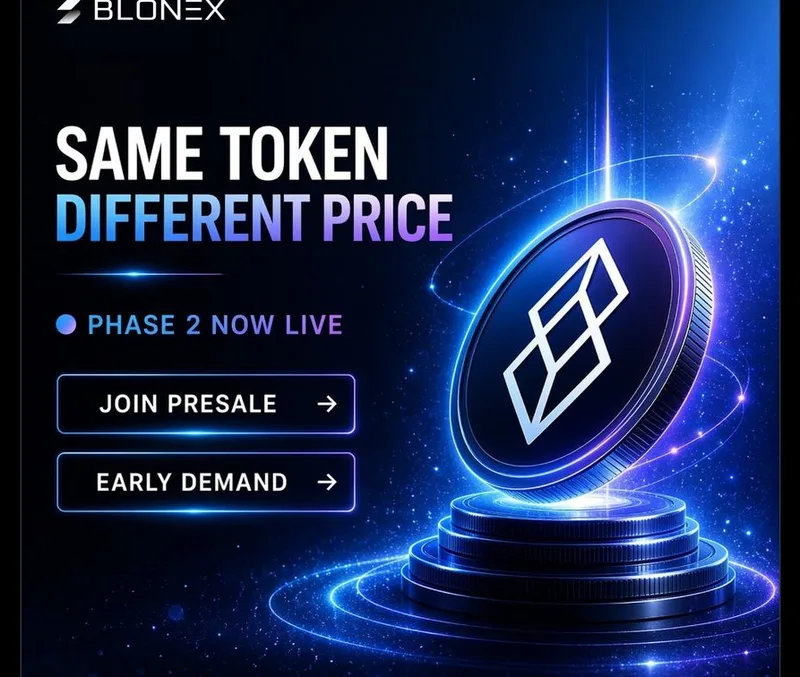 BLONEX
SAME TOKEN
DIFFERENT PRICE
PHASE 2 NOW LIVE
JOIN PRESALE →
EARLY DEMAND →